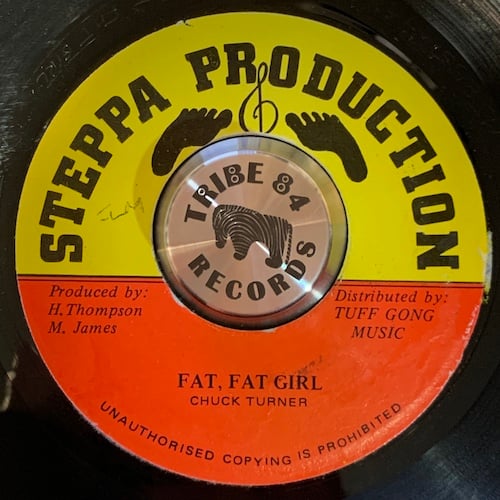 STEPPA PRODUCTION
TRIBE 84
RECORDS
Produced by:
H. Thompson
M. James
Distributed by:
TUFF GONG
MUSIC
FAT, FAT GIRL
CHUCK TURNER
UNAUTHORISED COPYING IS PROHIBITED